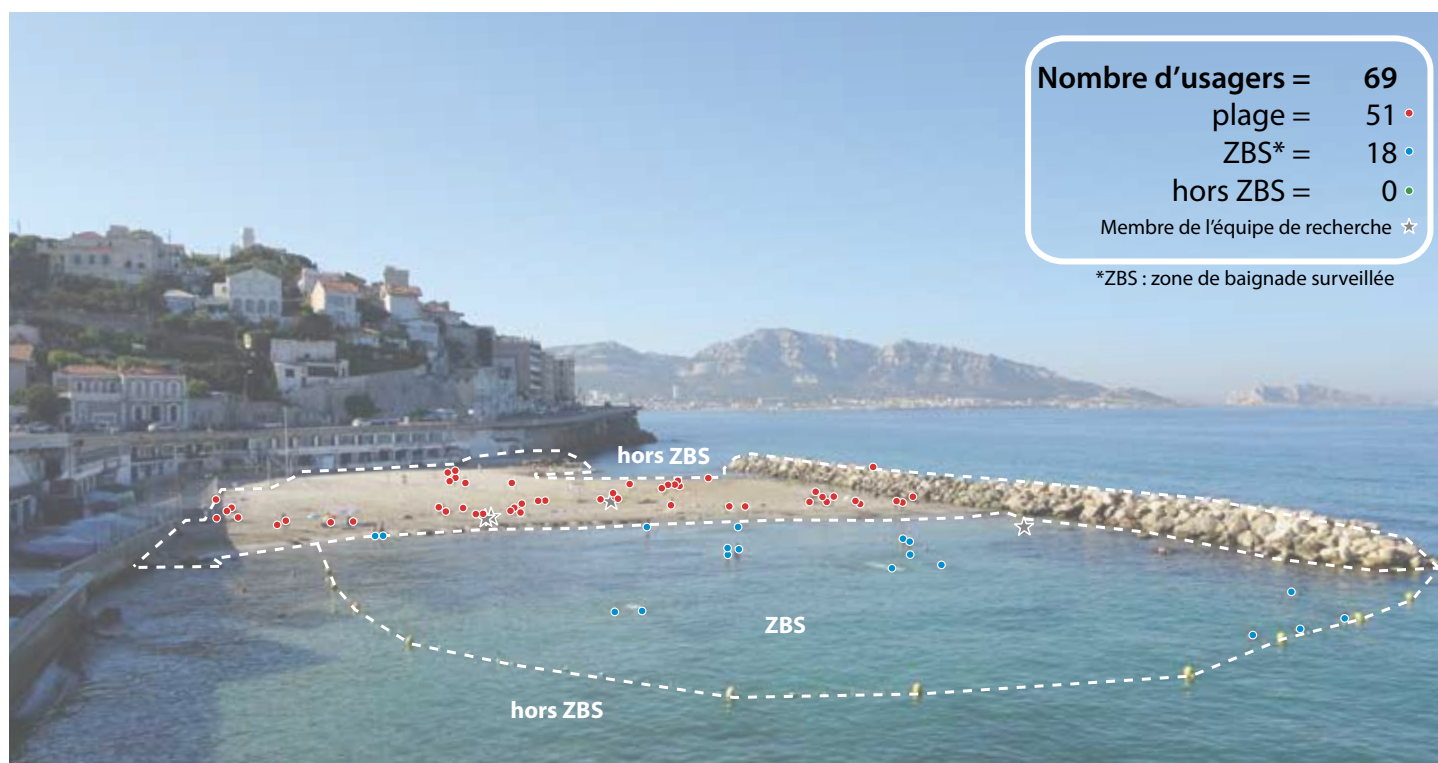 Nombre d’usagers = 69
plage = 51
ZBS* = 18
hors ZBS = 0
Membre de l’équipe de recherche
*ZBS : zone de baignade surveillée
hors ZBS
ZBS
hors ZBS